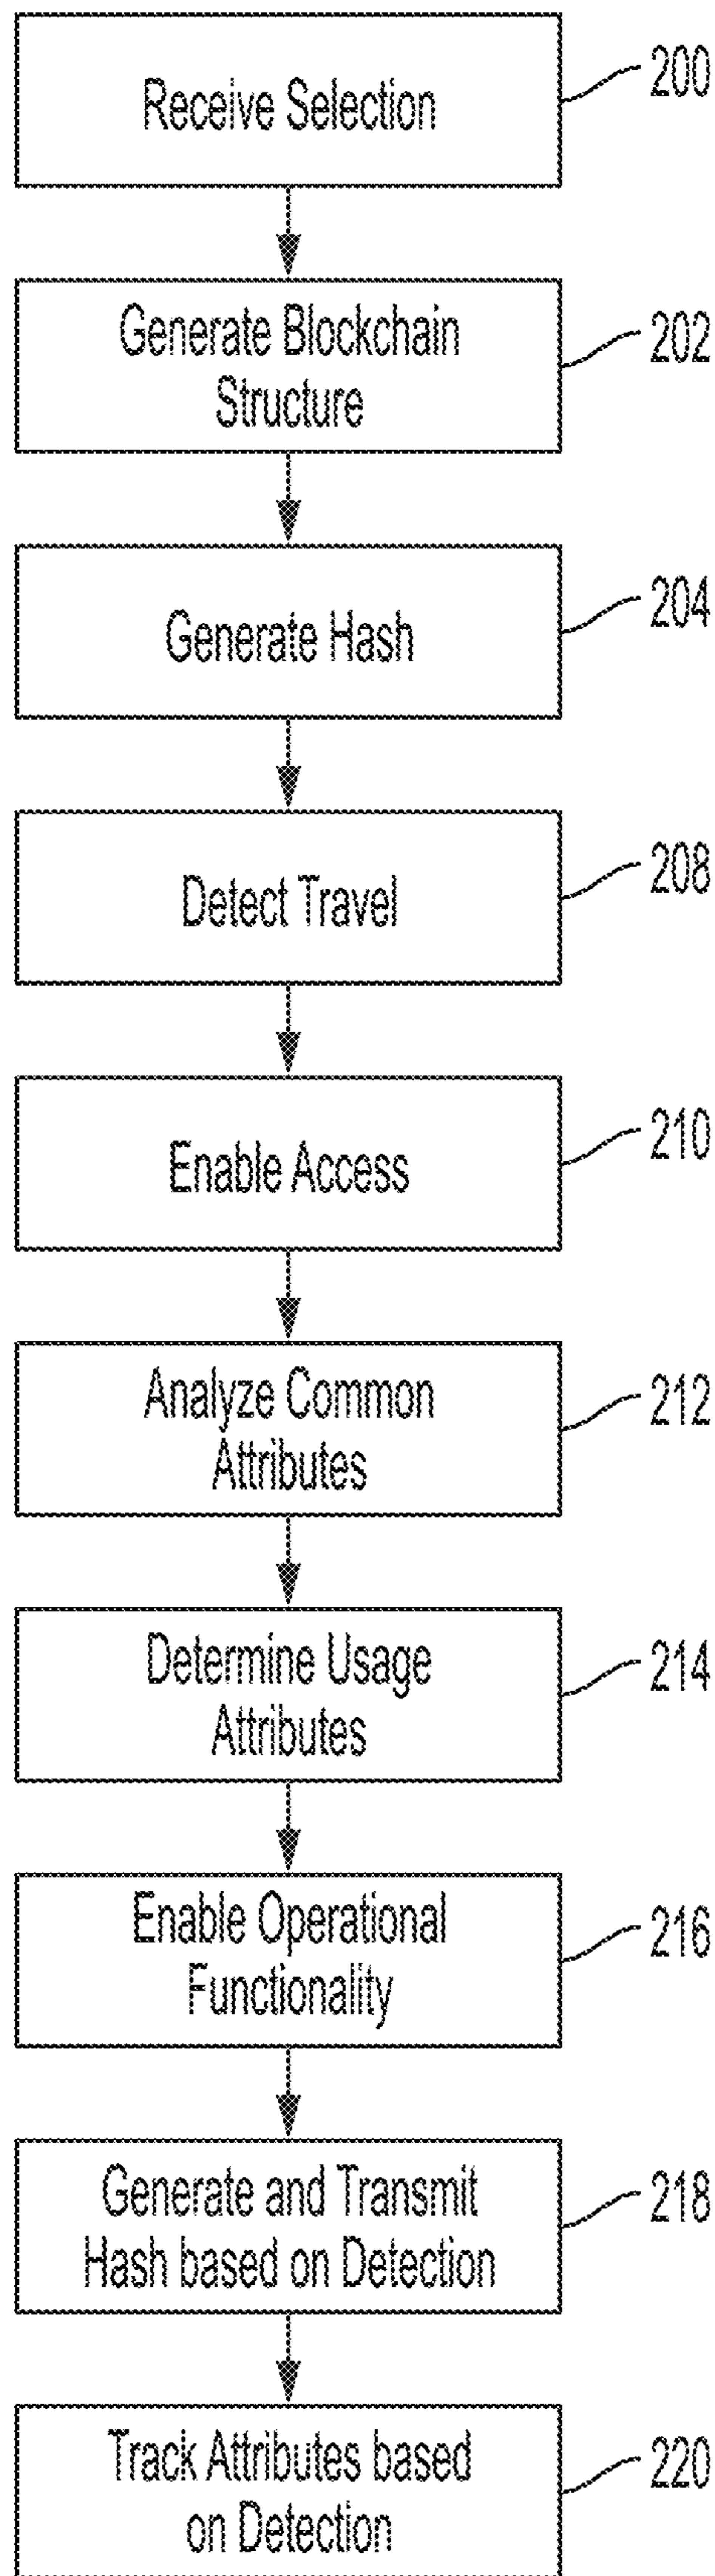 Receive Selection
200
Generate Blockchain
Structure
202
Generate Hash
204
Detect Travel
208
Enable Access
210
Analyze Common
Attributes
212
Determine Usage
Attributes
214
Enable Operational
Functionality
216
Generate and Transmit
Hash based on Detection
218
Track Attributes based
on Detection
220